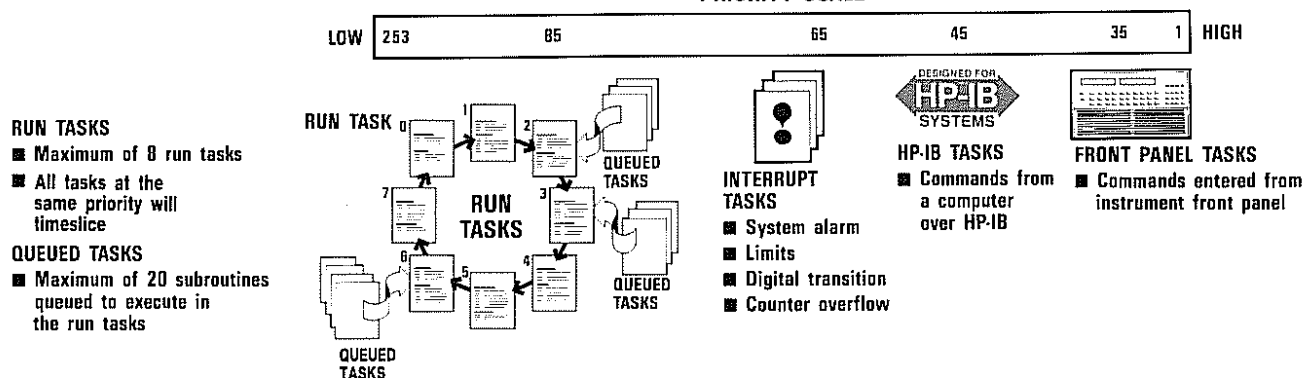 LOW 253 85 65 45 35 1 HIGH
RUN TASKS
■ Maximum of 8 run tasks
■ All tasks at the
same priority will
timeslice
QUEUED TASKS
■ Maximum of 20 subroutines
queued to execute in
the run tasks
RUN TASK
0
1
2
3
4
5
6
7
RUN
TASKS
QUEUED
TASKS
QUEUED
TASKS
QUEUED
TASKS
INTERRUPT
TASKS
■ System alarm
■ Limits
■ Digital transition
■ Counter overflow
DESIGNED FOR
HP-IB
SYSTEMS
HP-IB TASKS
■ Commands from
a computer
over HP-IB
FRONT PANEL TASKS
■ Commands entered from
instrument front panel